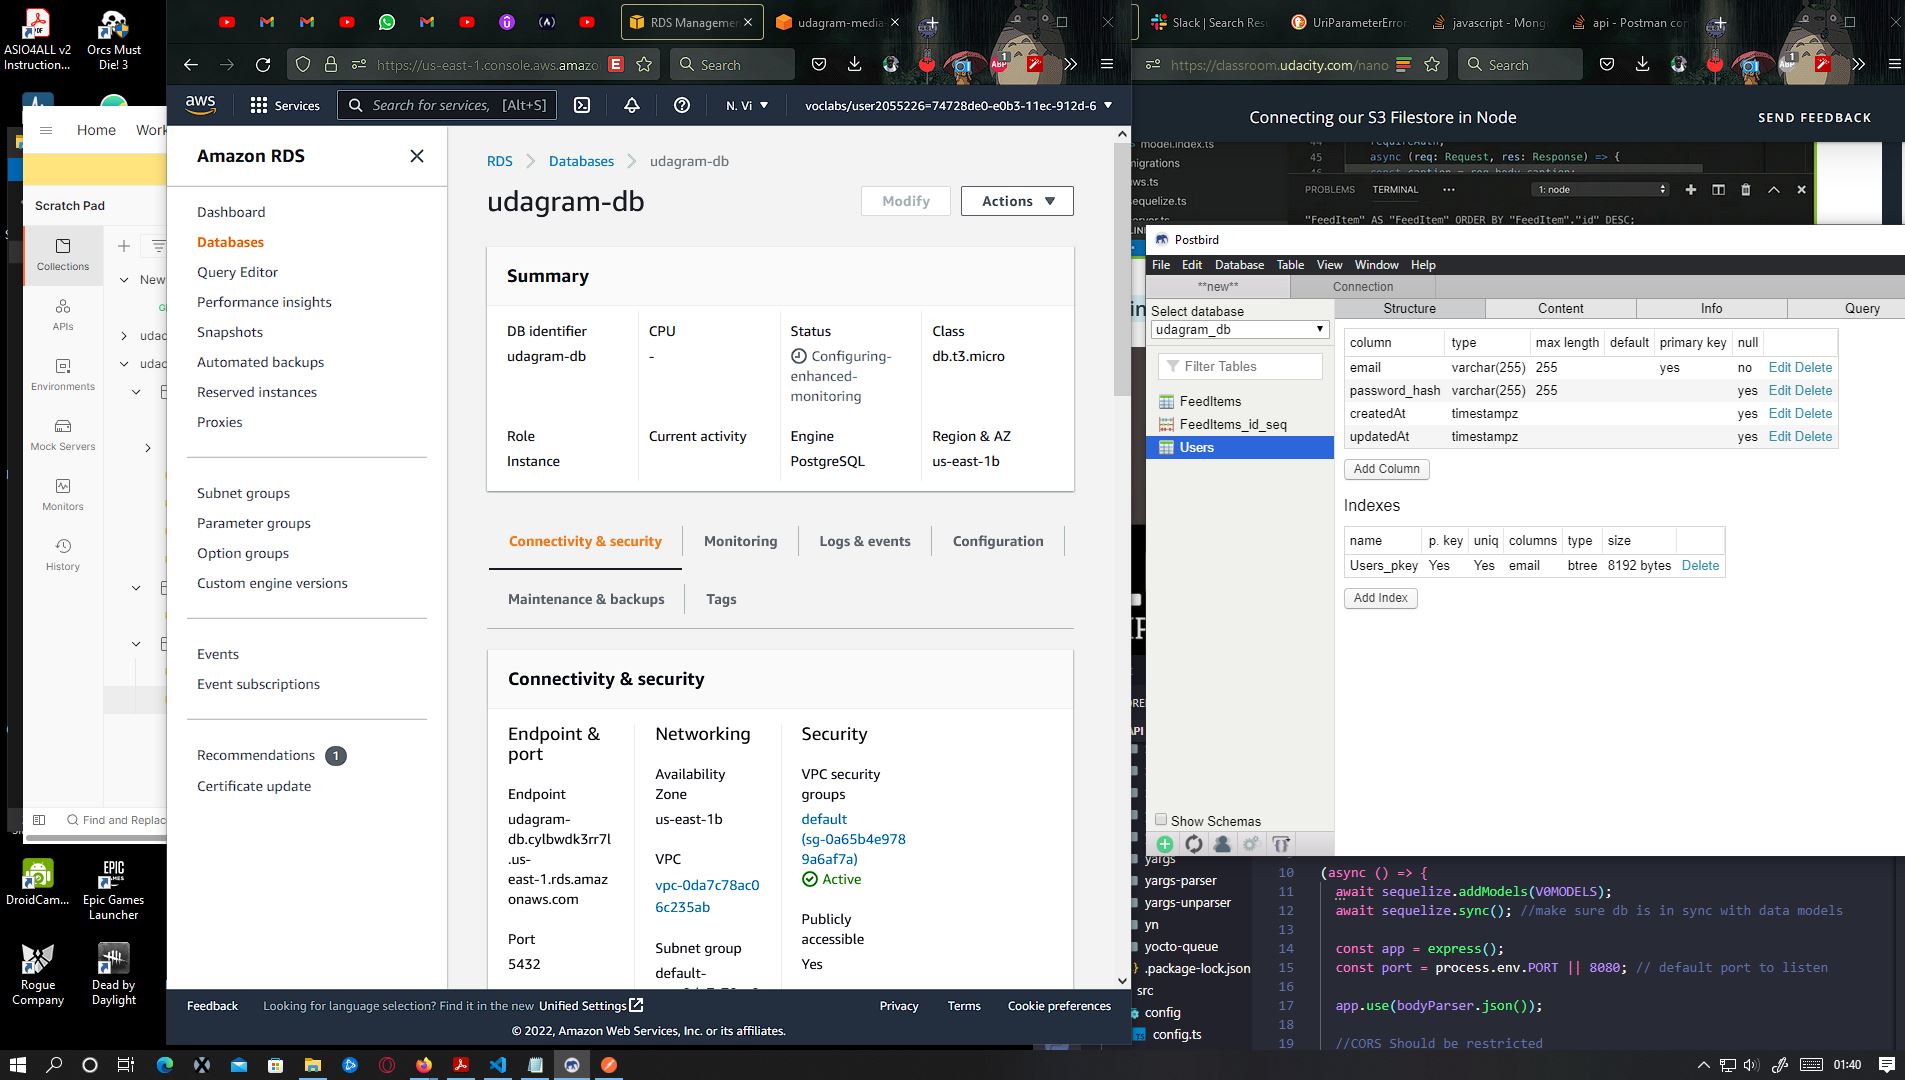 ASIO4ALL v2
Instruction...
Orcs Must
Die! 3
RDS Managemen
udagram-media-
Slack | Search Resu
UriParameterError:
javascript - Mong
api - Postman con
https://us-east-1.console.aws.amazo
Search
https://classroom.udacity.com/nano
Search
aws
Services
Search for services, [Alt+S]
N. Vi
voclabs/user2055226=74728de0-e0b3-11ec-912d-6
Home
Work
Scratch Pad
Collections
APIs
Environments
Mock Servers
Monitors
History
New
udac
udac
Find and Replace
Amazon RDS
Dashboard
Databases
Query Editor
Performance insights
Snapshots
Automated backups
Reserved instances
Proxies
Subnet groups
Parameter groups
Option groups
Custom engine versions
Events
Event subscriptions
Recommendations 1
Certificate update
RDS
Databases
udagram-db
udagram-db
Modify
Actions
Summary
DB identifier
udagram-db
CPU
-
Status
Configuring-
enhanced-
monitoring
Class
db.t3.micro
Role
Instance
Current activity
Engine
PostgreSQL
Region & AZ
us-east-1b
Connectivity & security
Monitoring
Logs & events
Configuration
Maintenance & backups
Tags
Connectivity & security
Endpoint &
port
Endpoint
udagram-
db.cylbwdk3rr7l
.us-
east-1.rds.amaz
onaws.com
Port
5432
Networking
Availability
Zone
us-east-1b
VPC
vpc-0da7c78ac0
6c235ab
Subnet group
default-
Security
VPC security
groups
default
(sg-0a65b4e978
9a6af7a)
Active
Publicly
accessible
Yes
Feedback
Looking for language selection? Find it in the new Unified Settings
Privacy
Terms
Cookie preferences
© 2022, Amazon Web Services, Inc. or its affiliates.
Connecting our S3 Filestore in Node
SEND FEEDBACK
model.index.ts
migrations
aws.ts
sequelize.ts
server.ts
45 async (req: Request, res: Response) => {
const caption = req.body.caption;
PROBLEMS
TERMINAL
1: node
"FeedItem" AS "FeedItem" ORDER BY "FeedItem"."id" DESC;
Postbird
File Edit Database Table View Window Help
**new**
Connection
Select database
udagram_db
Filter Tables
FeedItems
FeedItems_id_seq
Users
Show Schemas
Structure
Content
Info
Query
column type max length default primary key null
email varchar(255) 255 yes no Edit Delete
password_hash varchar(255) 255 yes Edit Delete
createdAt timestampz yes Edit Delete
updatedAt timestampz yes Edit Delete
Add Column
Indexes
name p. key uniq columns type size
Users_pkey Yes Yes email btree 8192 bytes Delete
Add Index
yargs
yargs-parser
yargs-unparser
yn
yocto-queue
.package-lock.json
src
config
config.ts
10 (async () => {
11 await sequelize.addModels(V0MODELS);
12 await sequelize.sync(); //make sure db is in sync with data models
13
14 const app = express();
15 const port = process.env.PORT || 8080; // default port to listen
16
17 app.use(bodyParser.json());
18
19 //CORS Should be restricted
DroidCam...
Epic Games
Launcher
Rogue
Company
Dead by
Daylight
01:40